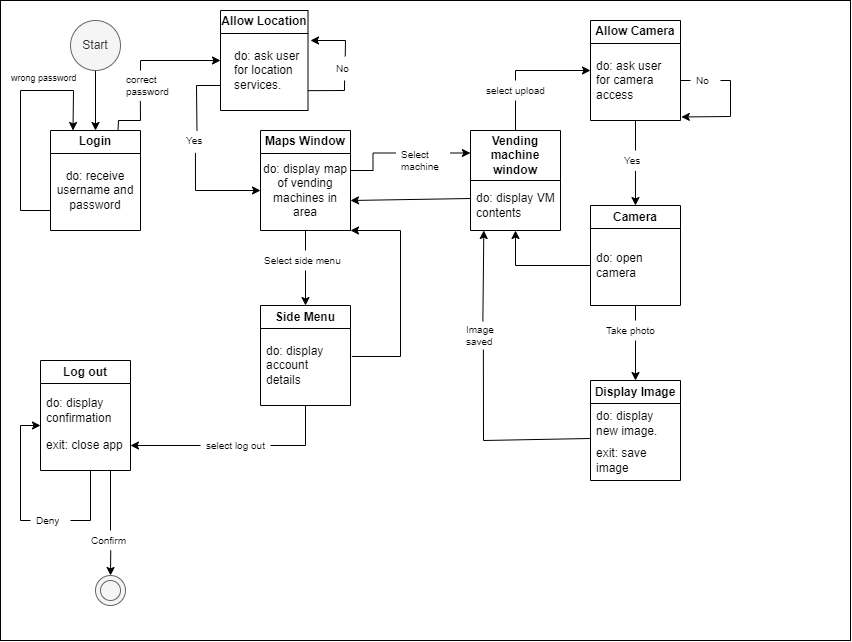 Start
wrong password
correct
password
Login
do: receive
username and
password
Allow Location
do: ask user
for location
services.
No
Yes
Maps Window
do: display map
of vending
machines in
area
Select
machine
Vending
machine
window
do: display VM
contents
select upload
Allow Camera
do: ask user
for camera
access
No
Yes
Camera
do: open
camera
Take photo
Display Image
do: display
new image.
exit: save
image
Image
saved
Select side menu
Side Menu
do: display
account
details
select log out
Log out
do: display
confirmation
exit: close app
Deny
Confirm